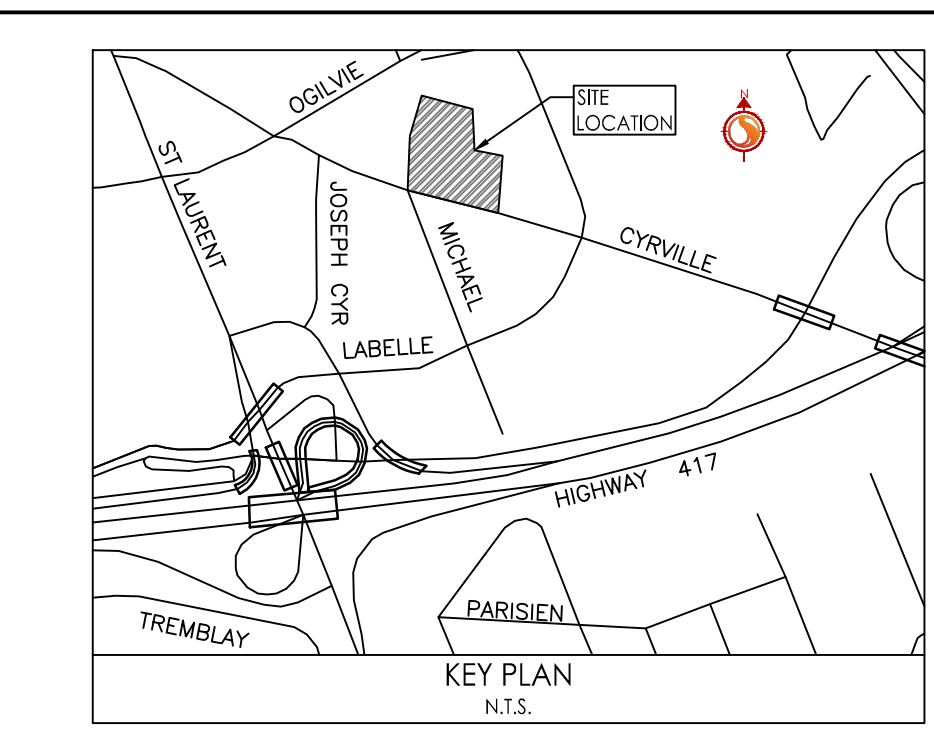 OGILVIE
SITE
LOCATION
N
ST LAURENT
JOSEPH CYR
MICHAEL
CYRVILLE
LABELLE
HIGHWAY 417
PARISIEN
TREMBLAY
KEY PLAN
N.T.S.